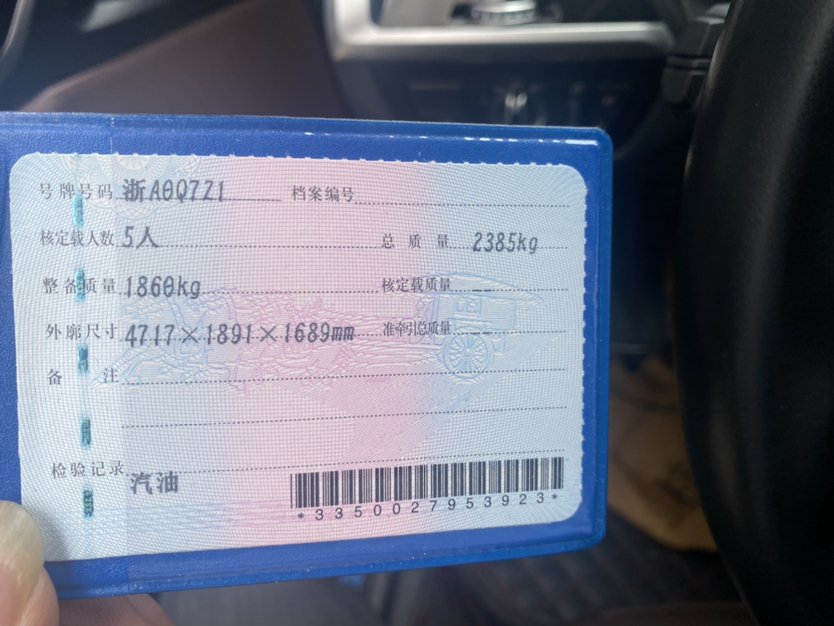 号牌号码 浙A0Q7Z1 档案编号
核定载人数 5人 总质量 2385kg
整备质量 1860kg 核定载质量 --
外廓尺寸 4717×1891×1689mm 准牵引总质量 --
备注
检验记录 汽油
*3350027953923*